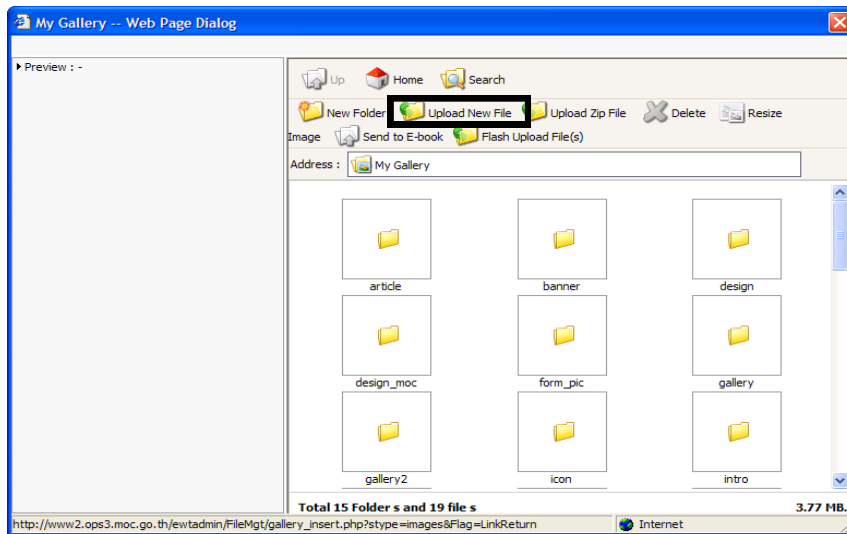 My Gallery -- Web Page Dialog
Preview : -
Up Home Search
New Folder Upload New File Upload Zip File Delete Resize
Image Send to E-book Flash Upload File(s)
Address : My Gallery
article banner design
design_moc form_pic gallery
gallery2 icon intro
Total 15 Folder s and 19 file s 3.77 MB.
http://www2.ops3.moc.go.th/ewtadmin/FileMgt/gallery_insert.php?stype=images&Flag=LinkReturn Internet